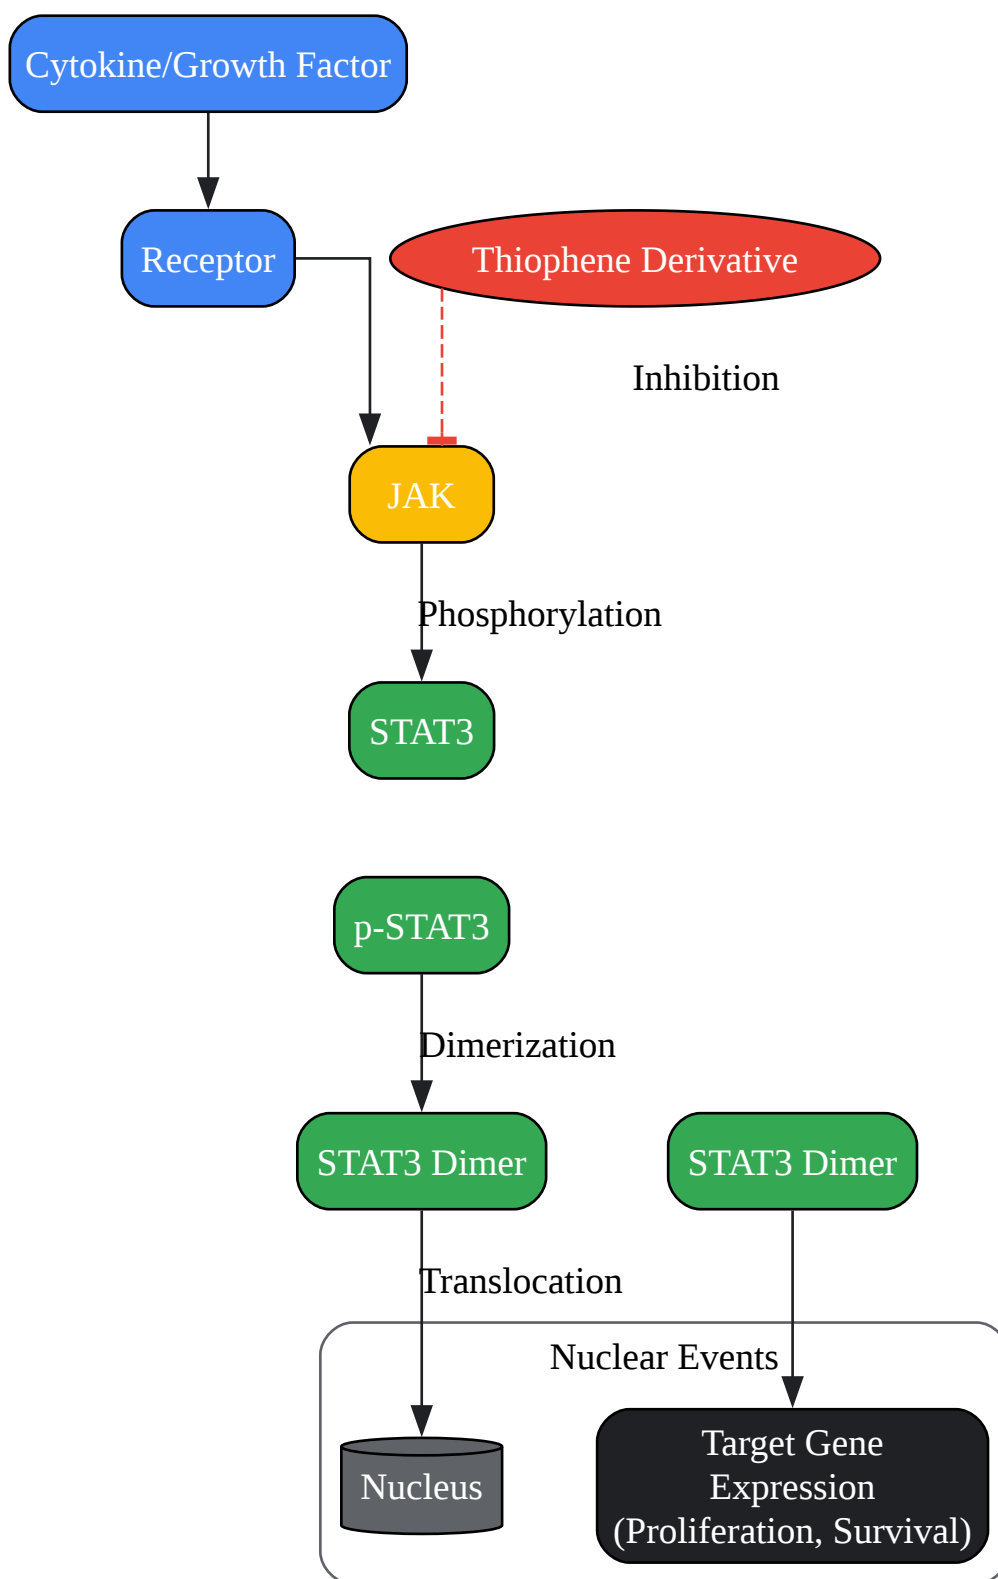 Cytokine/Growth Factor
Receptor
Thiophene Derivative
Inhibition
JAK
Phosphorylation
STAT3
p-STAT3
Dimerization
STAT3 Dimer
STAT3 Dimer
Translocation
Nuclear Events
Nucleus
Target Gene
Expression
(Proliferation, Survival)